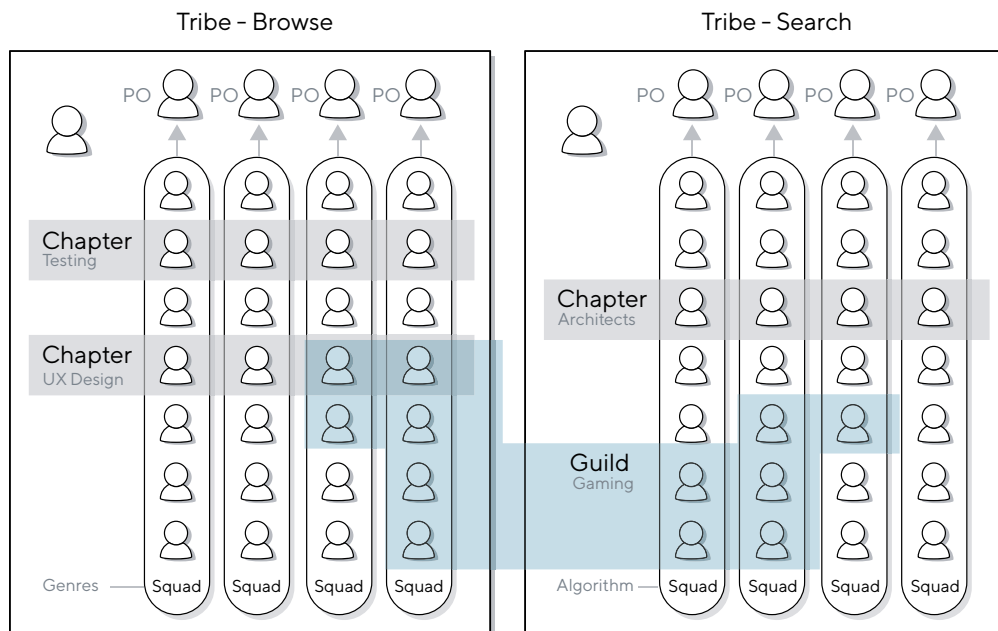 Tribe - Browse
Tribe - Search
PO PO PO PO
PO PO PO PO
Chapter
Testing
Chapter
Architects
Chapter
UX Design
Guild
Gaming
Genres
Squad Squad Squad Squad
Algorithm
Squad Squad Squad Squad